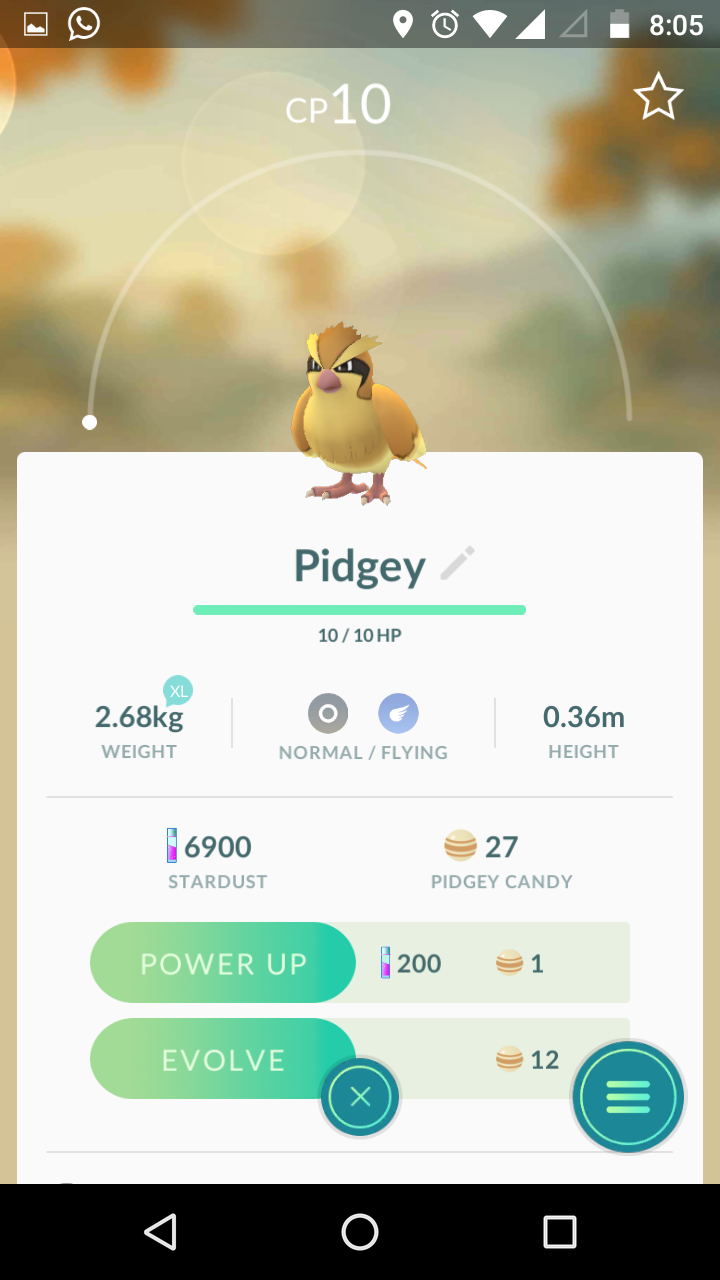 8:05
CP10
Pidgey
10 / 10 HP
XL
2.68kg
WEIGHT
NORMAL / FLYING
0.36m
HEIGHT
6900
STARDUST
27
PIDGEY CANDY
POWER UP 200 1
EVOLVE 12